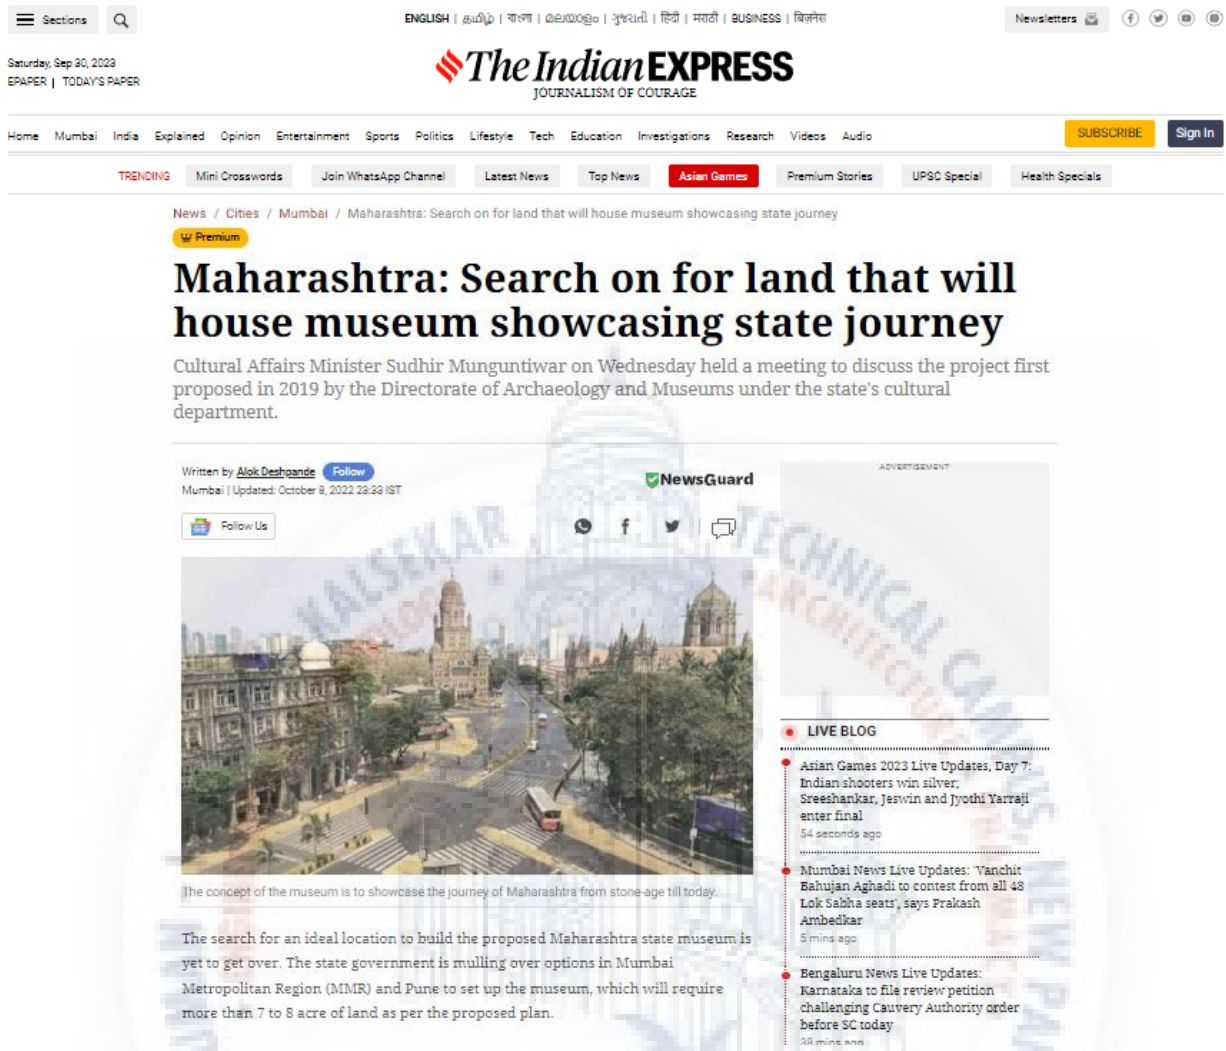 Sections
ENGLISH | தமிழ் | বাংলা | മലയാളം | ગુજરાતી | हिंदी | मराठी | BUSINESS | बिज़नेस
Newsletters
Saturday, Sep 30, 2023
EPAPER | TODAY'S PAPER
The Indian EXPRESS
JOURNALISM OF COURAGE
Home Mumbai India Explained Opinion Entertainment Sports Politics Lifestyle Tech Education Investigations Research Videos Audio
SUBSCRIBE Sign In
TRENDING Mini Crosswords Join WhatsApp Channel Latest News Top News Asian Games Premium Stories UPSC Special Health Specials
News / Cities / Mumbai / Maharashtra: Search on for land that will house museum showcasing state journey
Premium
Maharashtra: Search on for land that will
house museum showcasing state journey
Cultural Affairs Minister Sudhir Munguntiwar on Wednesday held a meeting to discuss the project first
proposed in 2019 by the Directorate of Archaeology and Museums under the state's cultural
department.
Written by Alok Deshpande Follow
Mumbai | Updated: October 8, 2022 23:33 IST
NewsGuard
Follow Us
The concept of the museum is to showcase the journey of Maharashtra from stone-age till today.
The search for an ideal location to build the proposed Maharashtra state museum is
yet to get over. The state government is mulling over options in Mumbai
Metropolitan Region (MMR) and Pune to set up the museum, which will require
more than 7 to 8 acre of land as per the proposed plan.
ADVERTISEMENT
LIVE BLOG
Asian Games 2023 Live Updates, Day 7:
Indian shooters win silver;
Sreeshankar, Jeswin and Jyothi Yarraji
enter final
54 seconds ago
Mumbai News Live Updates: 'Vanchit
Bahujan Aghadi to contest from all 48
Lok Sabha seats', says Prakash
Ambedkar
5 mins ago
Bengaluru News Live Updates:
Karnataka to file review petition
challenging Cauvery Authority order
before SC today
38 mins ago
KALSEKAR TECHNICAL CAMPUS, NEW
ARCHITECTURE